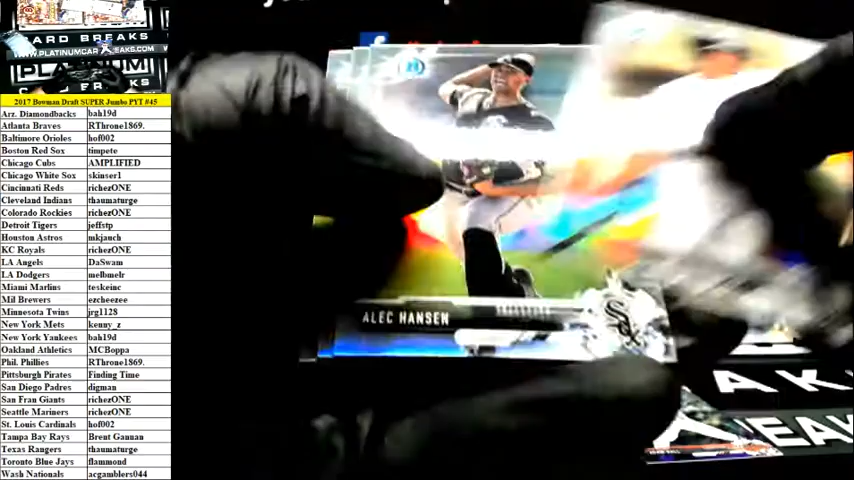 ARD BREAKS
WWW.PLATINUMCAR
EAKS.COM
PLATINUM
2017 Bowman Draft SUPER Jumbo PYT #45
Arz. Diamondbacks bah19d
Atlanta Braves RThrone1869.
Baltimore Orioles hof002
Boston Red Sox timpete
Chicago Cubs AMPLIFIED
Chicago White Sox skinser1
Cincinnati Reds richezONE
Cleveland Indians thaumaturge
Colorado Rockies richezONE
Detroit Tigers jeffstp
Houston Astros mkjauch
KC Royals richezONE
LA Angels DaSwam
LA Dodgers melbmelr
Miami Marlins teskeinc
Mil Brewers ezcheezee
Minnesota Twins jrg1128
New York Mets kenny_z
New York Yankees bah19d
Oakland Athletics MCBoppa
Phil. Phillies RThrone1869.
Pittsburgh Pirates Finding Time
San Diego Padres digman
San Fran Giants richezONE
Seattle Mariners richezONE
St. Louis Cardinals hof002
Tampa Bay Rays Brent Gannan
Texas Rangers thaumaturge
Toronto Blue Jays flammond
Wash Nationals acgamblers044
ALEC HANSEN